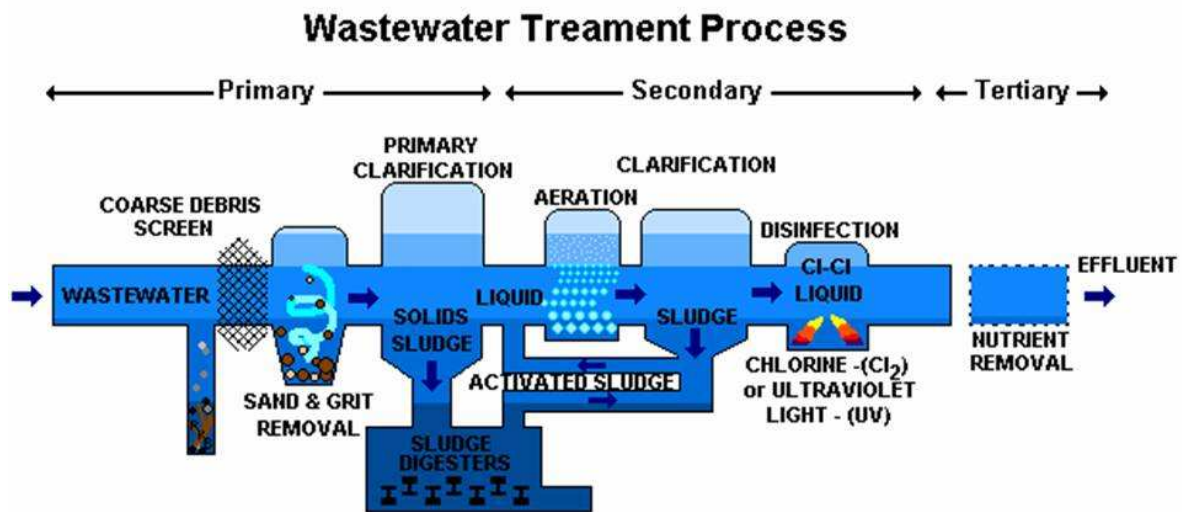 Wastewater Treament Process
Primary
Secondary
Tertiary
PRIMARY
CLARIFICATION
CLARIFICATION
AERATION
COARSE DEBRIS
SCREEN
DISINFECTION
CI-CI
LIQUID
EFFLUENT
WASTEWATER
LIQUID
SOLIDS
SLUDGE
SLUDGE
NUTRIENT
REMOVAL
CHLORINE -(CI2)
or ULTRAVIOLET
LIGHT - (UV)
ACTIVATED SLUDGE
SAND & GRIT
REMOVAL
SLUDGE
DIGESTERS